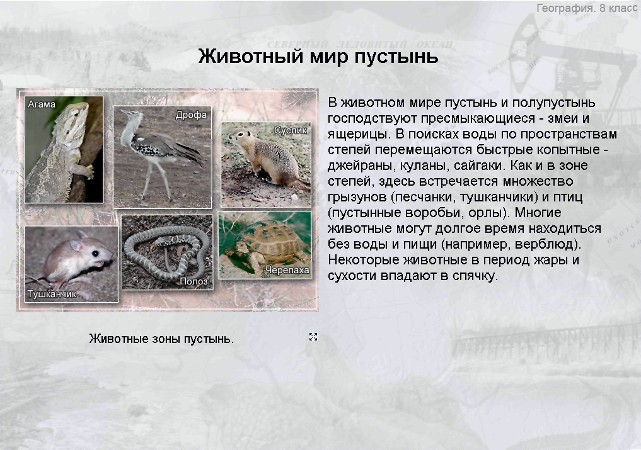 География. 8 класс
СЕВЕРНЫЙ ЛЕДОВИТЫЙ ОКЕАН
Животный мир пустынь
Агама
Дрофа
Суслик
Тушканчик
Полоз
Черепаха
Животные зоны пустынь.
В животном мире пустынь и полупустынь
господствуют пресмыкающиеся - змеи и
ящерицы. В поисках воды по пространствам
степей перемещаются быстрые копытные -
джейраны, куланы, сайгаки. Как и в зоне
степей, здесь встречается множество
грызунов (песчанки, тушканчики) и птиц
(пустынные воробьи, орлы). Многие
животные могут долгое время находиться
без воды и пищи (например, верблюд).
Некоторые животные в период жары и
сухости впадают в спячку.